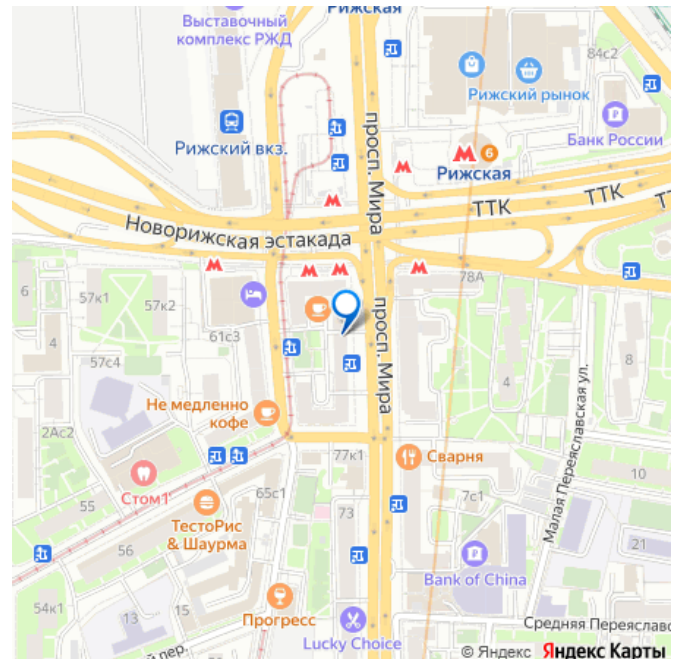 Рижская
Выставочный
комплекс РЖД
84с2
Рижский рынок
Банк России
просп. Мира
Рижский вкз.
6
Рижская
ТТК
ТТК
Новорижская эстакада
78А
6
57к1
57к2
4
61с3
57с4
просп. Мира
4
8
Малая Переяславская ул.
Не медленно
кофе
2Ас2
77к1
Сварня
10
Стом1
55
65с1
7с1
ТестоРис
& Шаурма
73
56
21
Bank of China
54к1
13
15
Прогресс
Средняя Переяславс
й пер.
Lucky Choice
© Яндекс Яндекс Карты